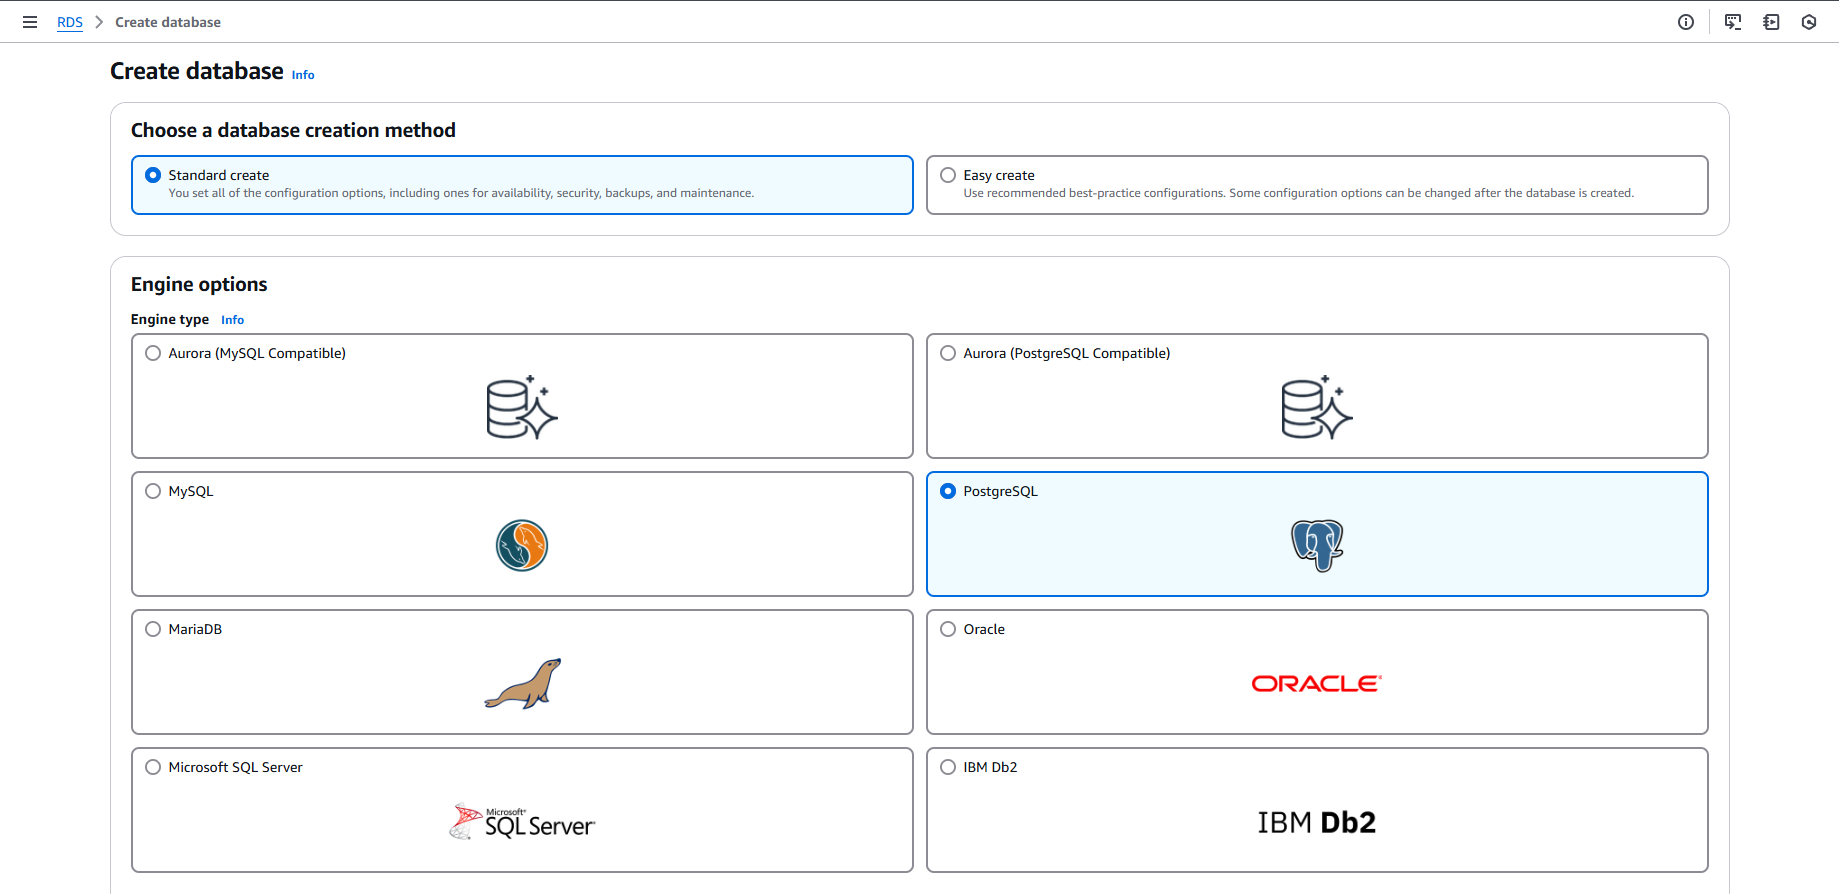 RDS > Create database
Create database Info
Choose a database creation method
Standard create
You set all of the configuration options, including ones for availability, security, backups, and maintenance.
Easy create
Use recommended best-practice configurations. Some configuration options can be changed after the database is created.
Engine options
Engine type Info
Aurora (MySQL Compatible)
Aurora (PostgreSQL Compatible)
MySQL
PostgreSQL
MariaDB
Oracle
ORACLE
Microsoft SQL Server
Microsoft
SQL Server
IBM Db2
IBM Db2